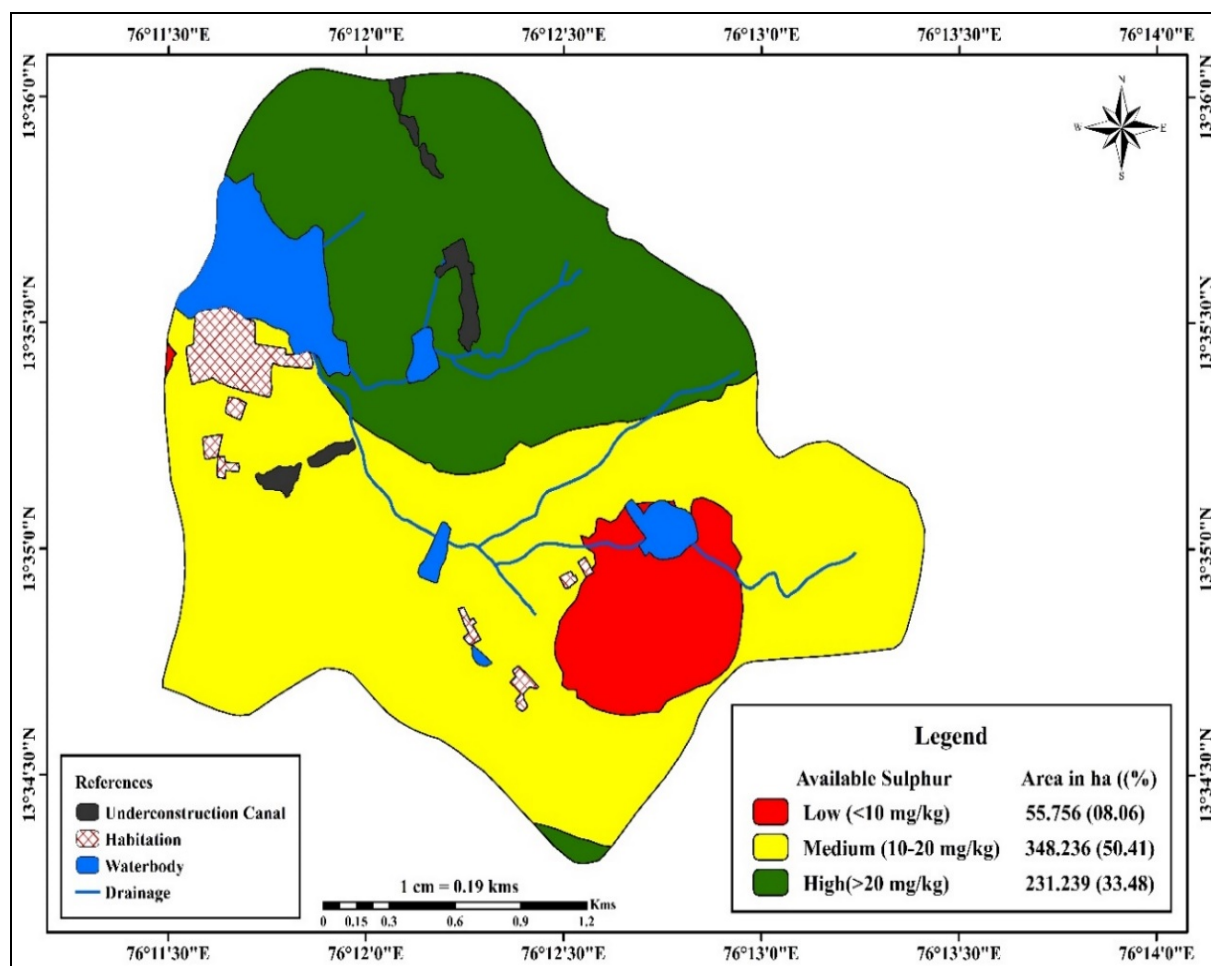 76°11'30"E 76°12'0"E 76°12'30"E 76°13'0"E 76°13'30"E 76°14'0"E
13°36'0"N 13°36'0"N
N
W E
S
13°35'30"N 13°35'30"N
13°35'0"N 13°35'0"N
13°34'30"N 13°34'30"N
References
Underconstruction Canal
Habitation
Waterbody
Drainage
1 cm = 0.19 kms
Kms
0 0.15 0.3 0.6 0.9 1.2
Legend
Available Sulphur Area in ha ((%)
Low (<10 mg/kg) 55.756 (08.06)
Medium (10-20 mg/kg) 348.236 (50.41)
High(>20 mg/kg) 231.239 (33.48)
76°11'30"E 76°12'0"E 76°12'30"E 76°13'0"E 76°13'30"E 76°14'0"E